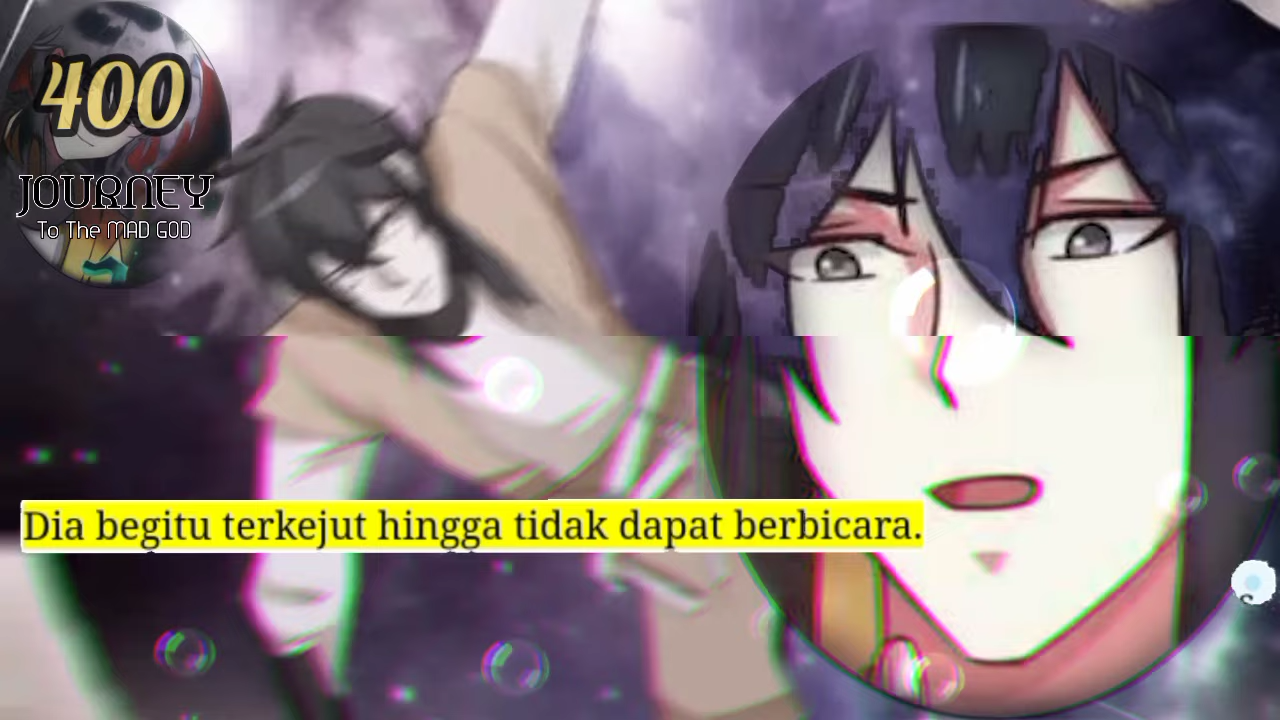 400
JOURNEY
To The MAD GOD
Dia begitu terkejut hingga tidak dapat berbicara.